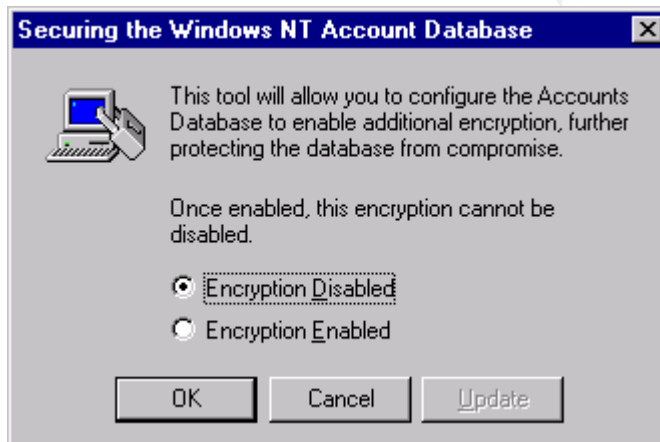 Securing the Windows NT Account Database
This tool will allow you to configure the Accounts
Database to enable additional encryption, further
protecting the database from compromise.
Once enabled, this encryption cannot be
disabled.
Encryption Disabled
Encryption Enabled
OK Cancel Update